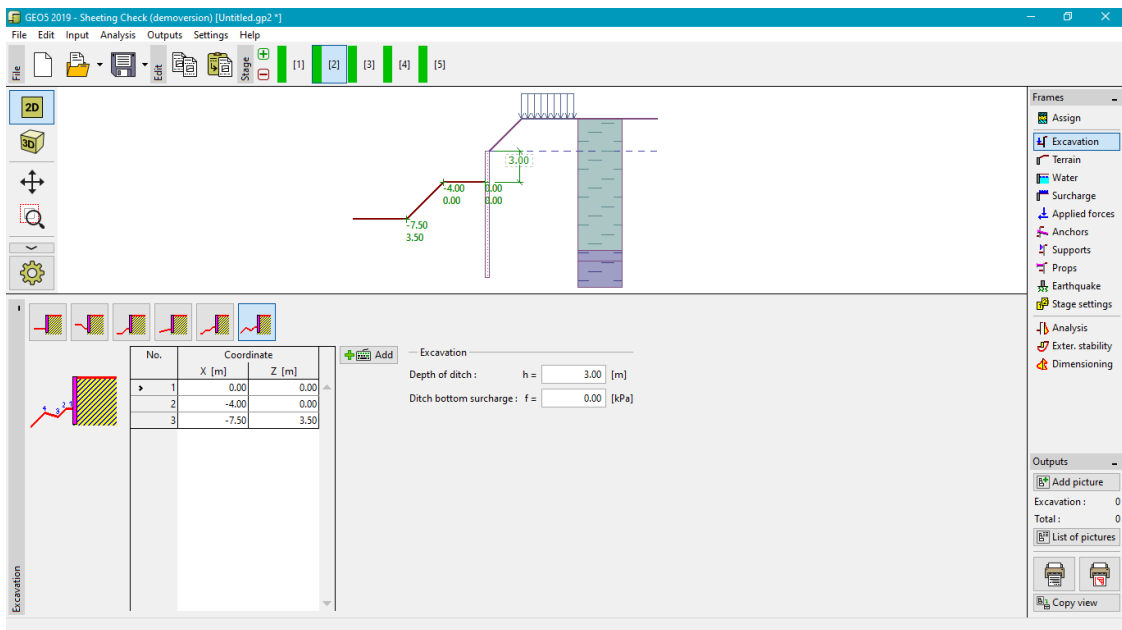 GEO5 2019 - Sheeting Check (demoversion) [Untitled.gp2 *]
File Edit Input Analysis Outputs Settings Help
File
Edit
Stage
[1] [2] [3] [4] [5]
2D
3D
3.00
-4.00 0.00
0.00 0.00
-7.50
3.50
Frames
Assign
Excavation
Terrain
Water
Surcharge
Applied forces
Anchors
Supports
Props
Earthquake
Stage settings
Analysis
Exter. stability
Dimensioning
No. Coordinate
X [m] Z [m]
1 0.00 0.00
2 -4.00 0.00
3 -7.50 3.50
4 3 2 1
Add
Excavation
Depth of ditch : h = 3.00 [m]
Ditch bottom surcharge : f = 0.00 [kPa]
Excavation
Outputs
Add picture
Excavation : 0
Total : 0
List of pictures
Copy view